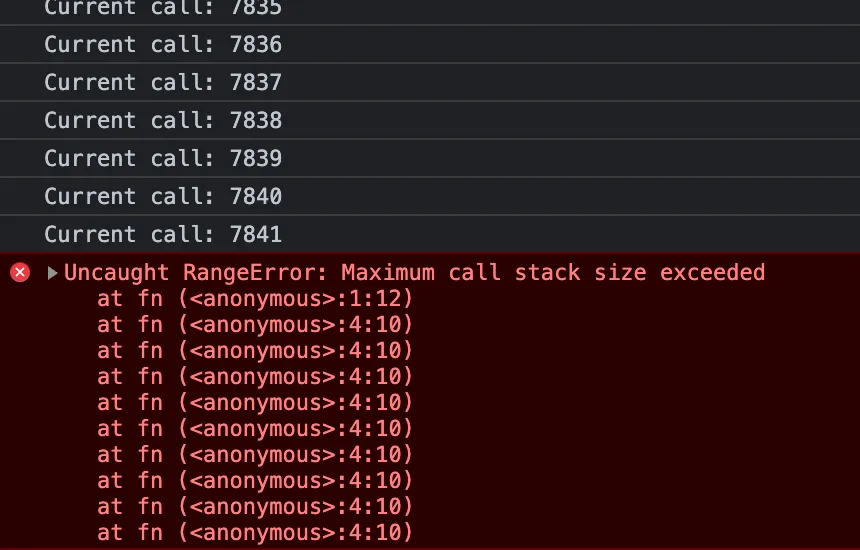 Current call: 7835
Current call: 7836
Current call: 7837
Current call: 7838
Current call: 7839
Current call: 7840
Current call: 7841
Uncaught RangeError: Maximum call stack size exceeded
at fn (<anonymous>:1:12)
at fn (<anonymous>:4:10)
at fn (<anonymous>:4:10)
at fn (<anonymous>:4:10)
at fn (<anonymous>:4:10)
at fn (<anonymous>:4:10)
at fn (<anonymous>:4:10)
at fn (<anonymous>:4:10)
at fn (<anonymous>:4:10)
at fn (<anonymous>:4:10)